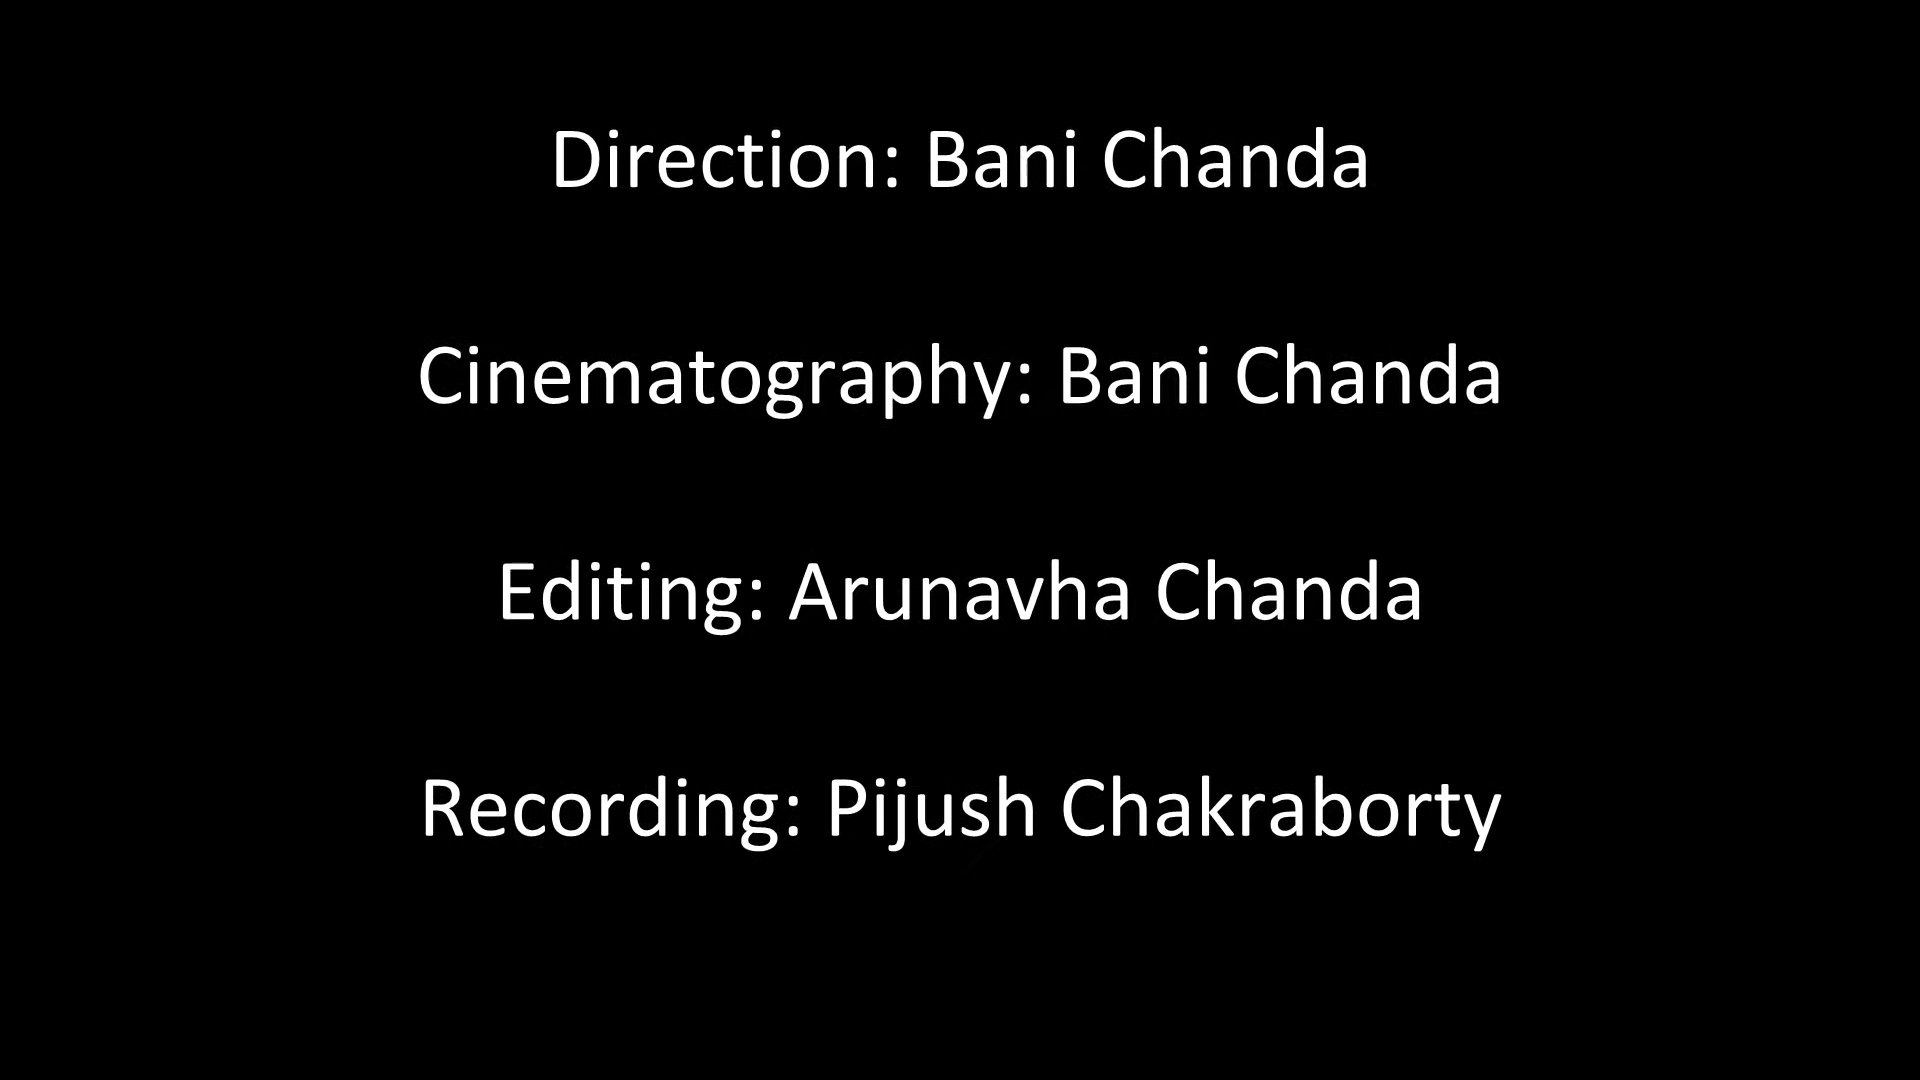 Direction: Bani Chanda
Cinematography: Bani Chanda
Editing: Arunavha Chanda
Recording: Pijush Chakraborty